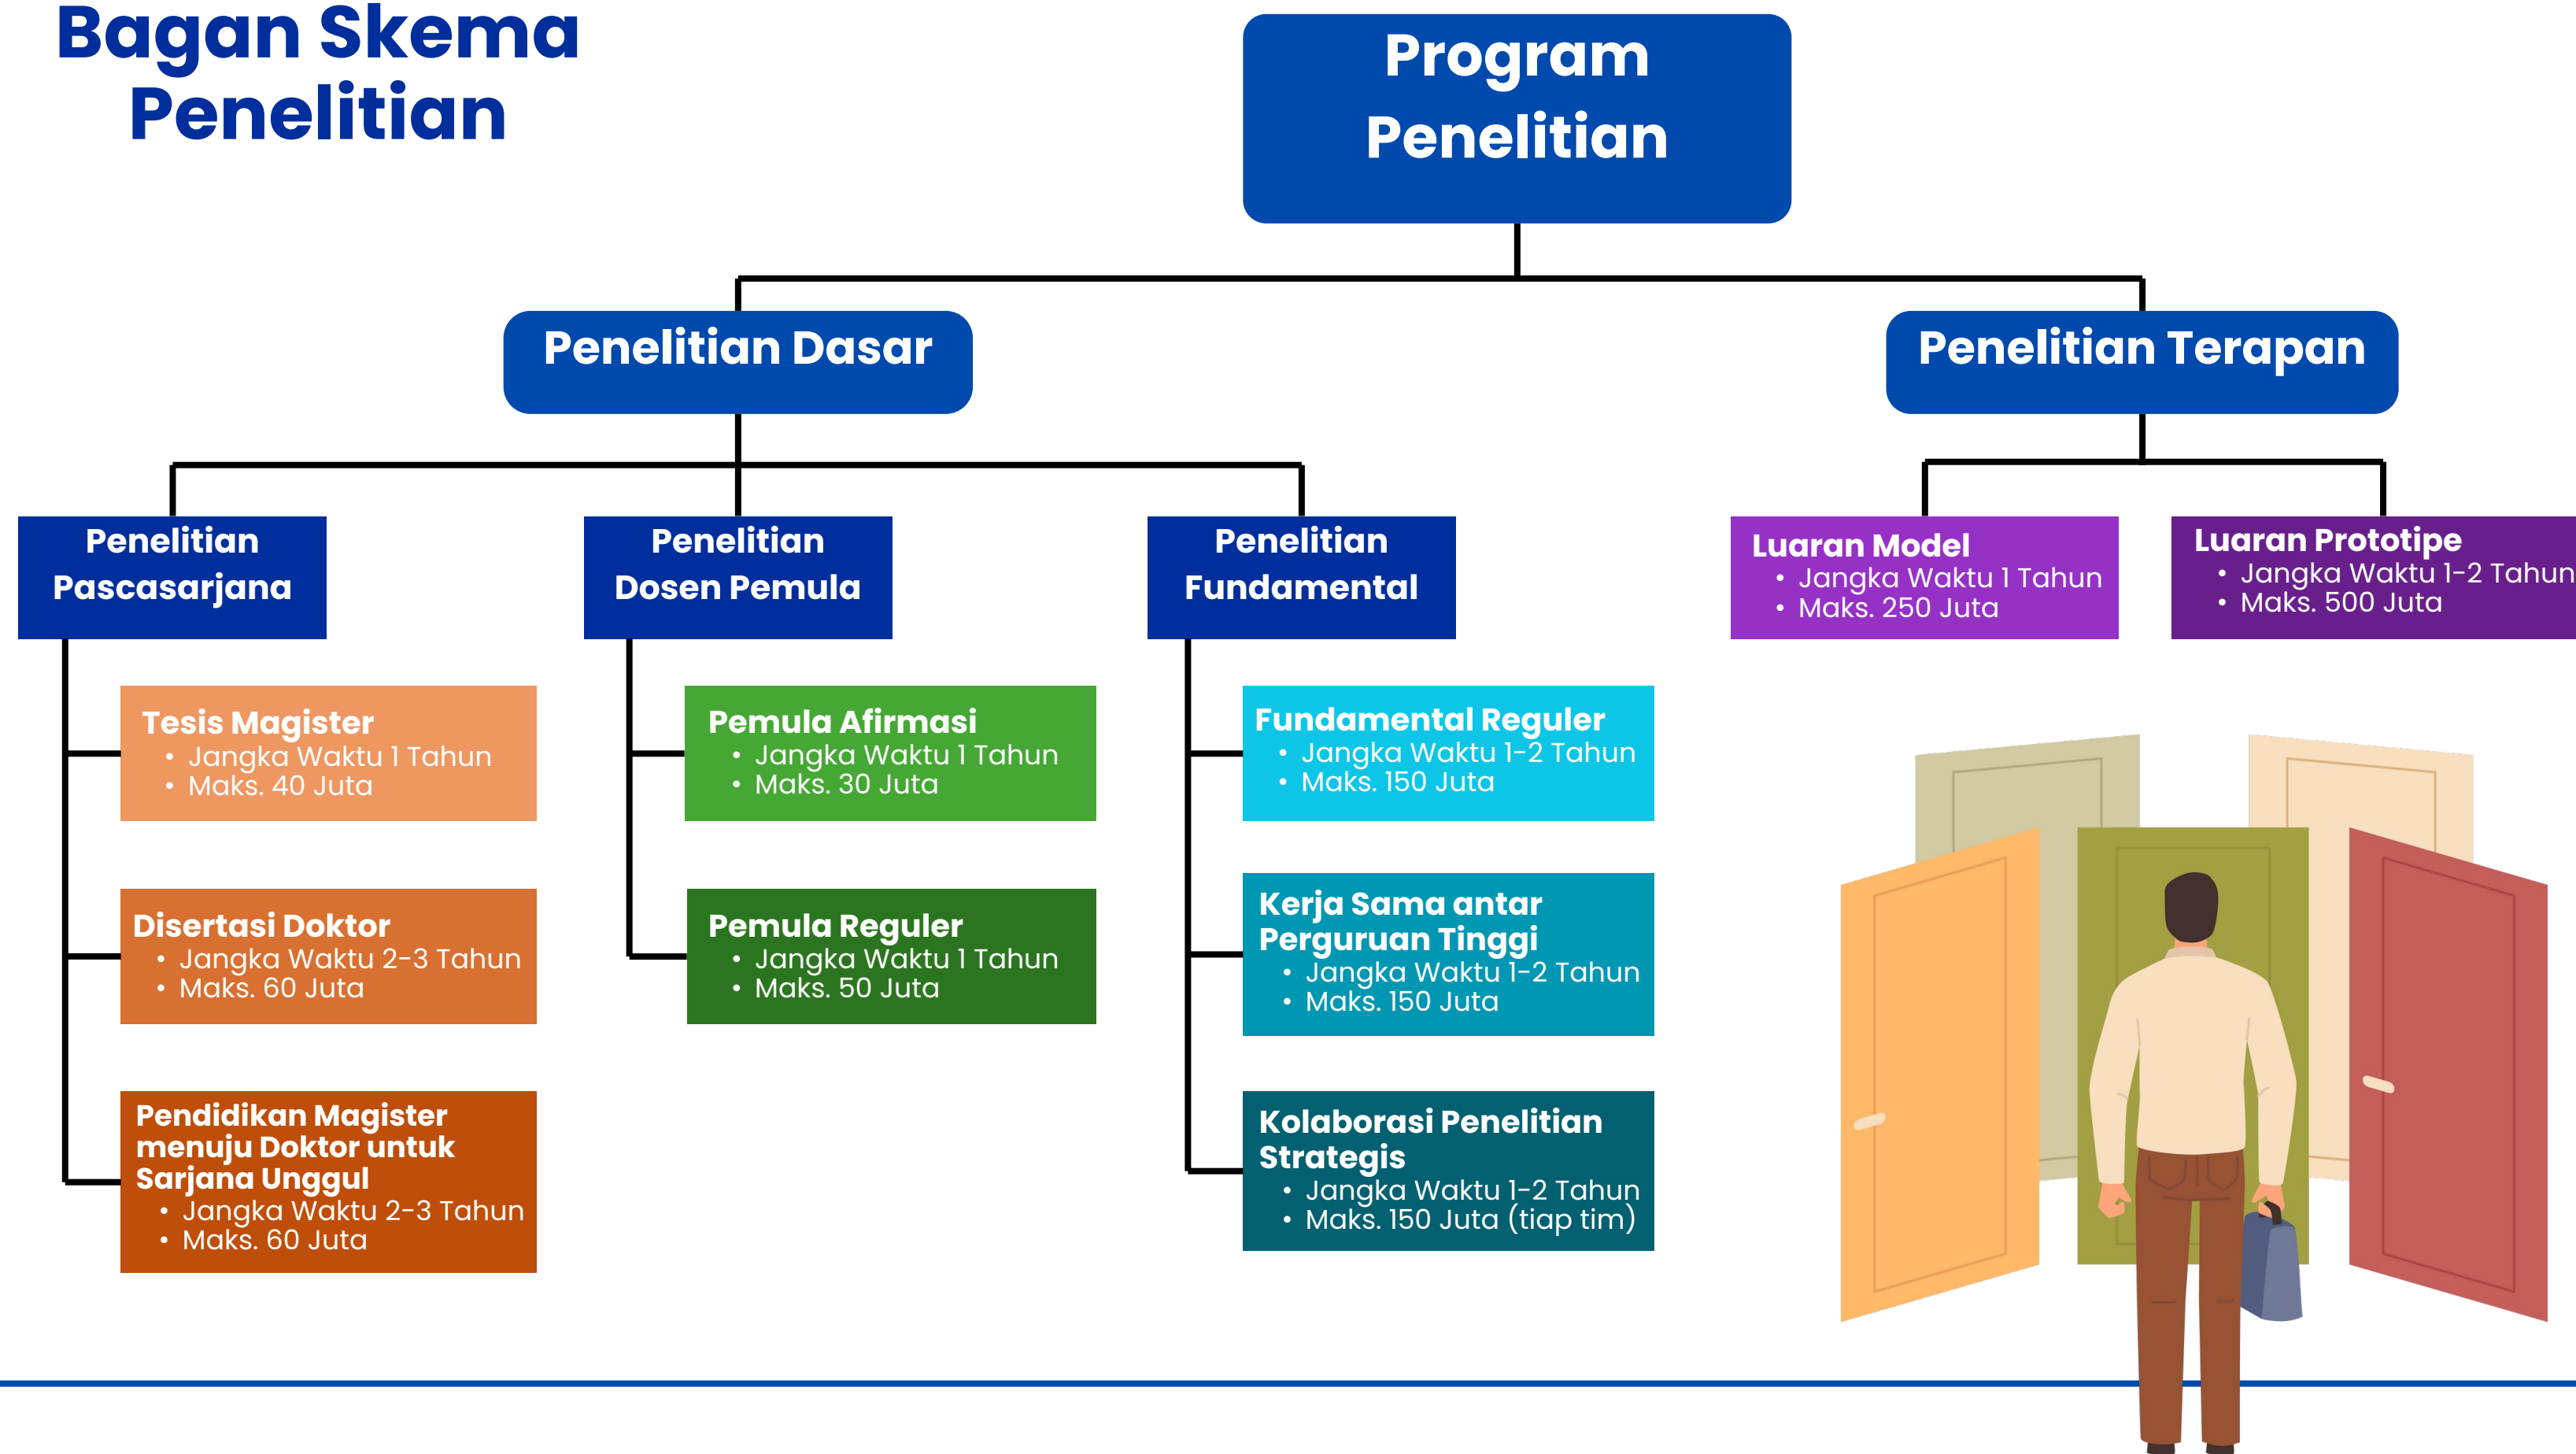 Bagan Skema
Penelitian
Program
Penelitian
Penelitian Dasar
Penelitian Terapan
Penelitian
Pascasarjana
Tesis Magister
• Jangka Waktu 1 Tahun
• Maks. 40 Juta
Disertasi Doktor
• Jangka Waktu 2-3 Tahun
• Maks. 60 Juta
Pendidikan Magister
menuju Doktor untuk
Sarjana Unggul
• Jangka Waktu 2-3 Tahun
• Maks. 60 Juta
Penelitian
Dosen Pemula
Pemula Afirmasi
• Jangka Waktu 1 Tahun
• Maks. 30 Juta
Pemula Reguler
• Jangka Waktu 1 Tahun
• Maks. 50 Juta
Penelitian
Fundamental
Fundamental Reguler
• Jangka Waktu 1-2 Tahun
• Maks. 150 Juta
Kerja Sama antar
Perguruan Tinggi
• Jangka Waktu 1-2 Tahun
• Maks. 150 Juta
Kolaborasi Penelitian
Strategis
• Jangka Waktu 1-2 Tahun
• Maks. 150 Juta (tiap tim)
Luaran Model
• Jangka Waktu 1 Tahun
• Maks. 250 Juta
Luaran Prototipe
• Jangka Waktu 1-2 Tahun
• Maks. 500 Juta